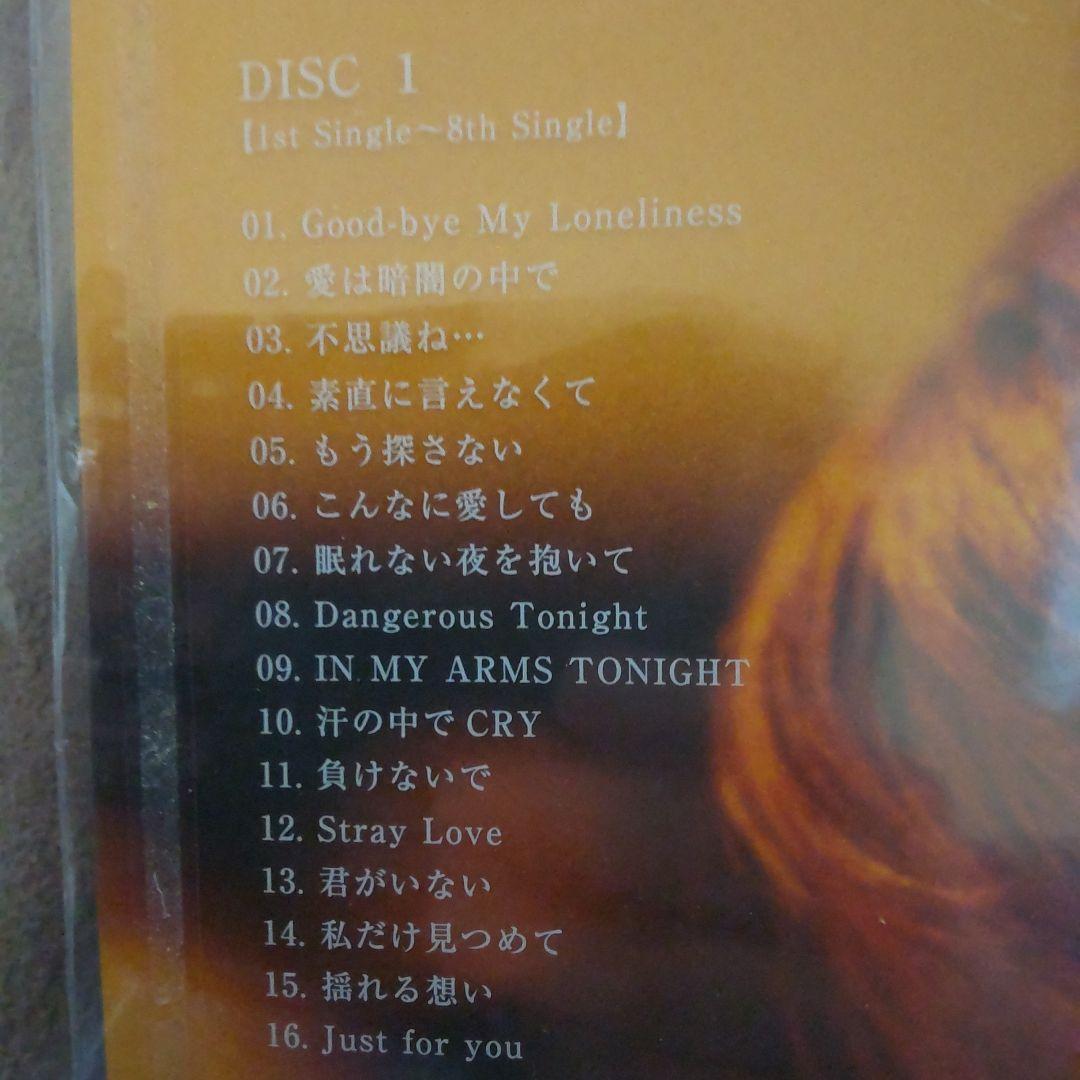 DISC 1
【1st Single～8th Single】
01. Good-bye My Loneliness
02. 愛は暗闇の中で
03. 不思議ね…
04. 素直に言えなくて
05. もう探さない
06. こんなに愛しても
07. 眠れない夜を抱いて
08. Dangerous Tonight
09. IN MY ARMS TONIGHT
10. 汗の中でCRY
11. 負けないで
12. Stray Love
13. 君がいない
14. 私だけ見つめて
15. 揺れる想い
16. Just for you